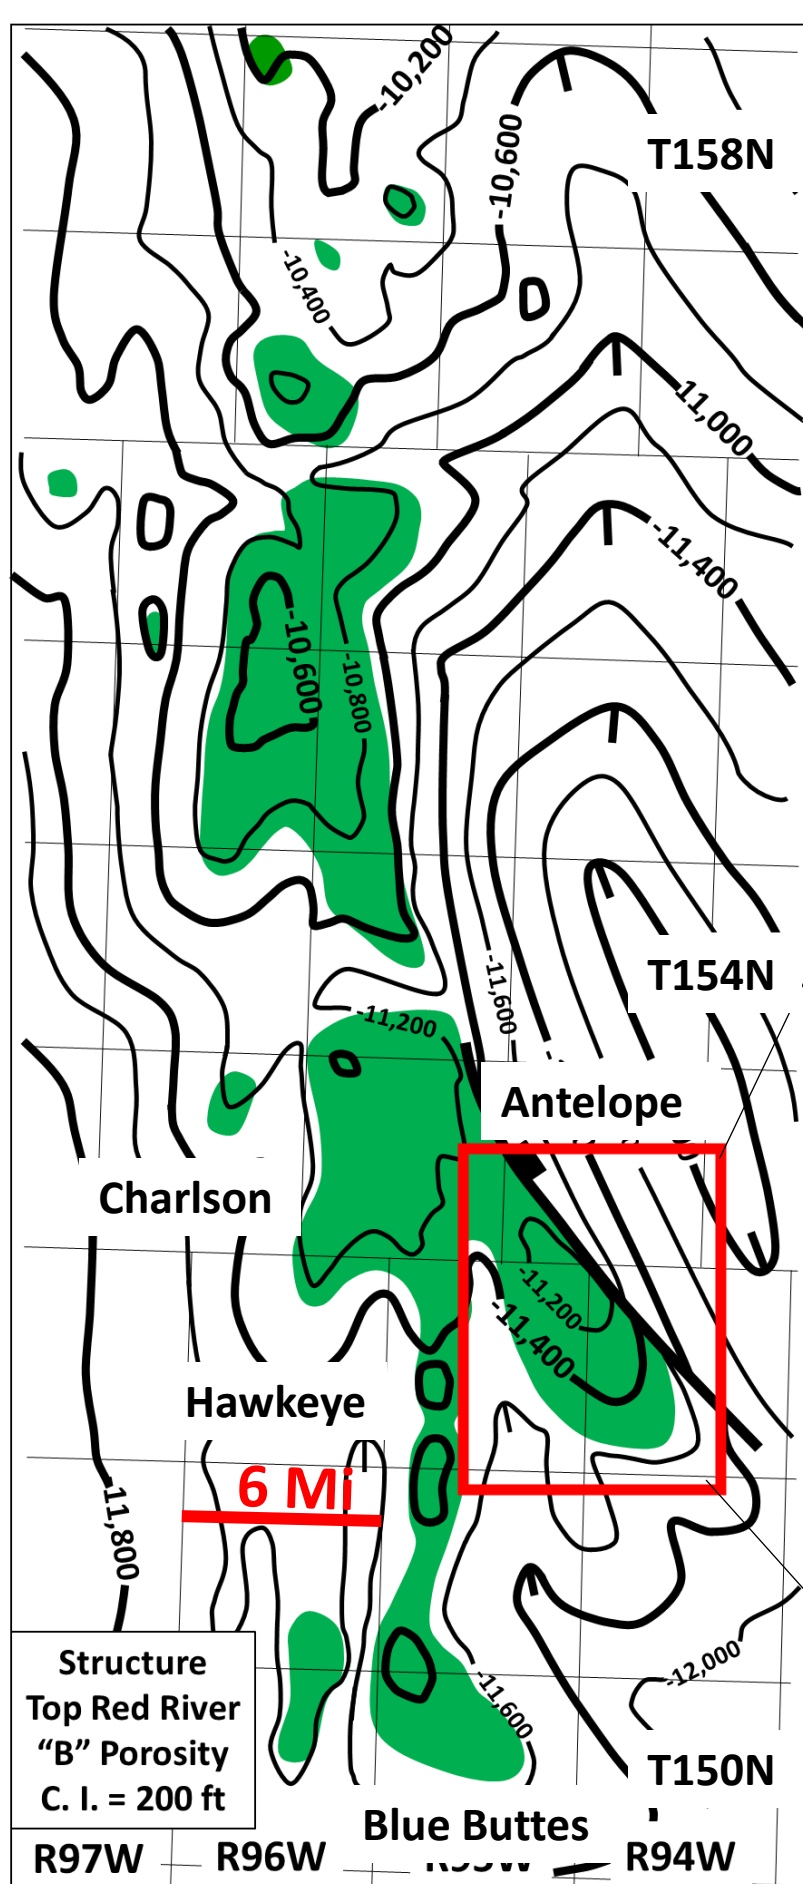 -10,200
-10,600
T158N
-10,400
-11,000
-11,400
-10,600
-10,800
T154N
-11,600
-11,200
Antelope
Charlson
-11,200
-11,400
Hawkeye
6 Mi
11,800
Structure
Top Red River
“B” Porosity
C. I. = 200 ft
-12,000
-11,600
T150N
Blue Buttes
R97W
R96W
R94W